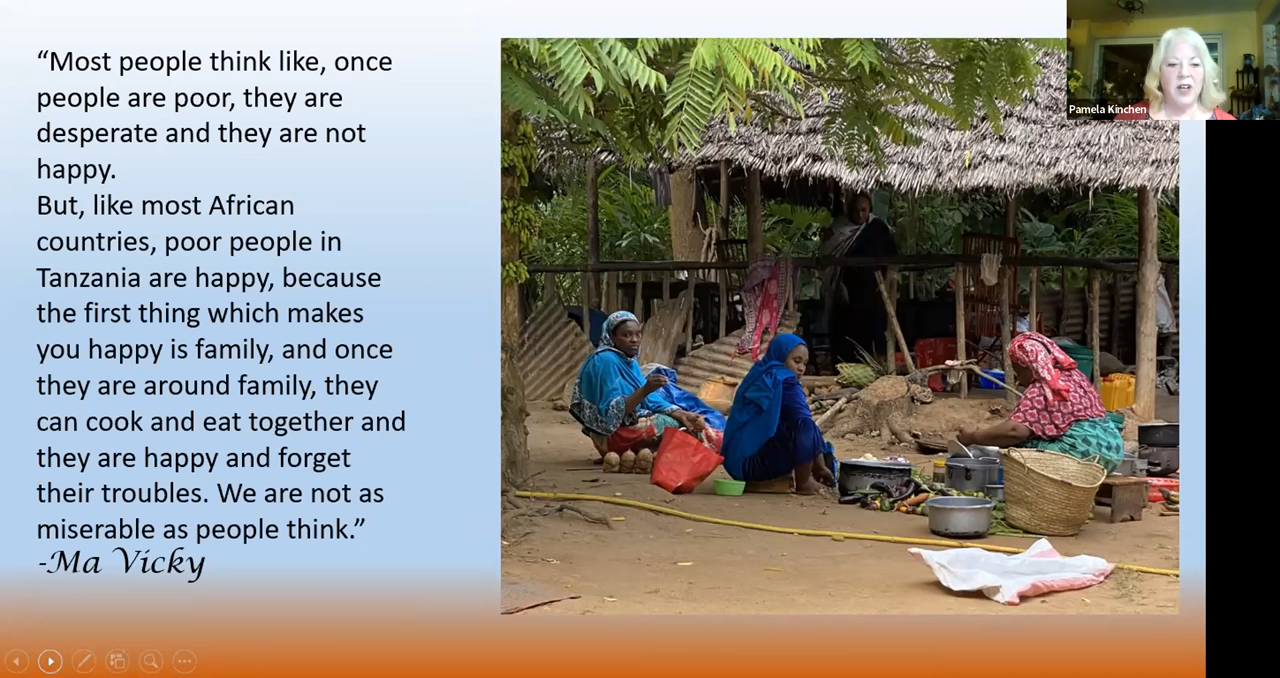 “Most people think like, once
people are poor, they are
desperate and they are not
happy.
But, like most African
countries, poor people in
Tanzania are happy, because
the first thing which makes
you happy is family, and once
they are around family, they
can cook and eat together and
they are happy and forget
their troubles. We are not as
miserable as people think.”
-Ma Vicky
Pamela Kinchen